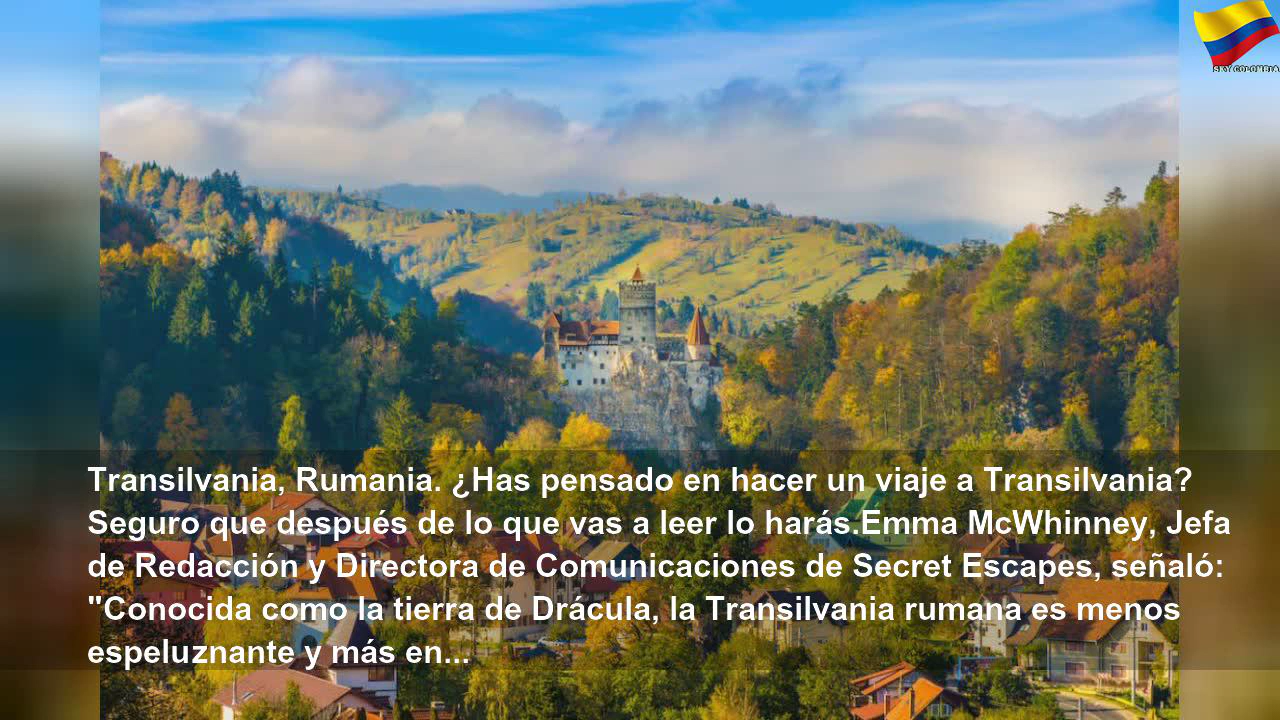 SKY COLOMBIA
Transilvania, Rumania. ¿Has pensado en hacer un viaje a Transilvania?
Seguro que después de lo que vas a leer lo harás.Emma McWhinney, Jefa
de Redacción y Directora de Comunicaciones de Secret Escapes, señaló:
"Conocida como la tierra de Drácula, la Transilvania rumana es menos
espeluznante y más en...